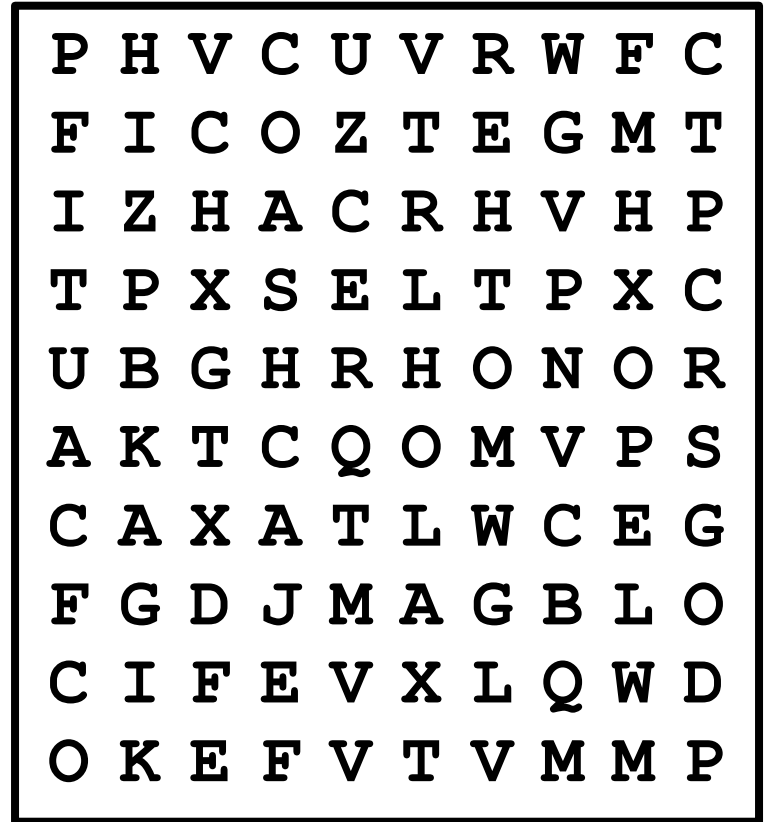 P H V C U V R W F C
F I C O Z T E G M T
I Z H A C R H V H P
T P X S E L T P X C
U B G H R H O N O R
A K T C Q O M V P S
C A X A T L W C E G
F G D J M A G B L O
C I F E V X L Q W D
O K E F V T V M M P